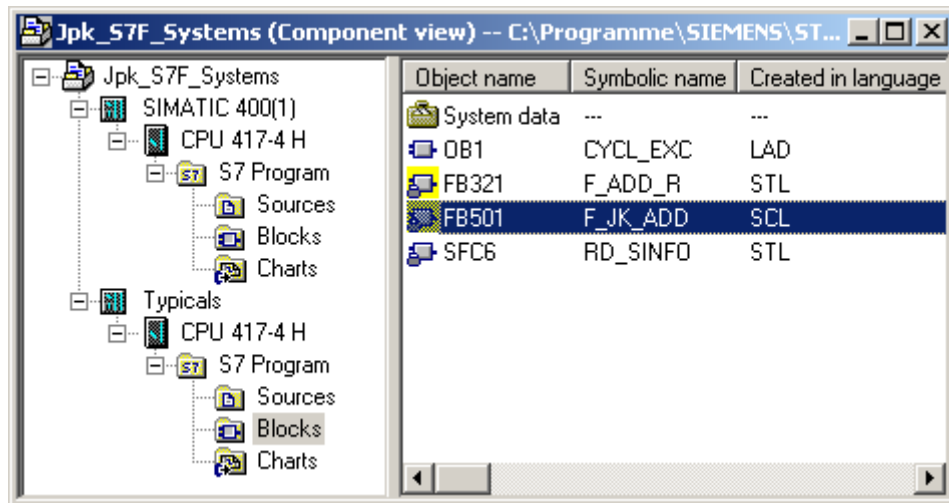 Jpk_S7F_Systems (Component view) -- C:\Programme\SIEMENS\ST...
Jpk_S7F_Systems
SIMATIC 400(1)
CPU 417-4 H
S7 Program
Sources
Blocks
Charts
Typicals
CPU 417-4 H
S7 Program
Sources
Blocks
Charts
Object name Symbolic name Created in language
System data --- ---
OB1 CYCL_EXC LAD
FB321 F_ADD_R STL
FB501 F_JK_ADD SCL
SFC6 RD_SINFO STL